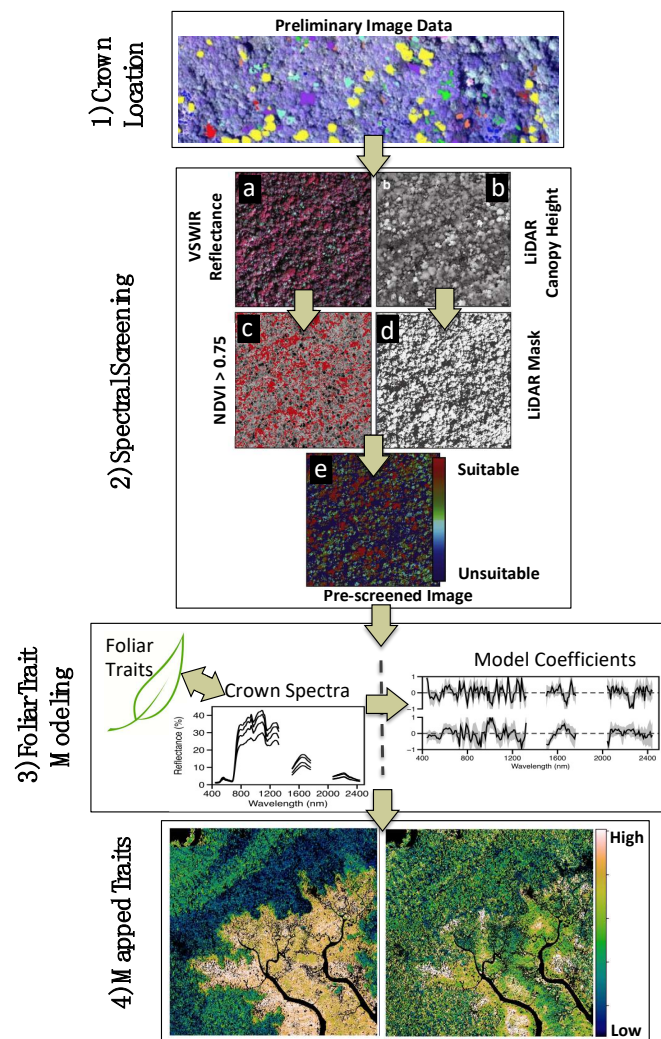 Preliminary Image Data
1) Crown
Location
a
b
b
VSWIR
Reflectance
LiDAR
Canopy Height
c
d
NDVI > 0.75
LiDAR Mask
2) Spectral Screening
e
Suitable
Unsuitable
Pre-screened Image
3) Foliar Trait
Modeling
Foliar
Traits
Crown Spectra
Model Coefficients
Reflectance (%)
40
30
20
10
0
400 800 1200 1600 2000 2400
Wavelength (nm)
1
0
-1
1
0
-1
400 800 1200 1600 2000 2400
Wavelength (nm)
4) Mapped Traits
High
Low